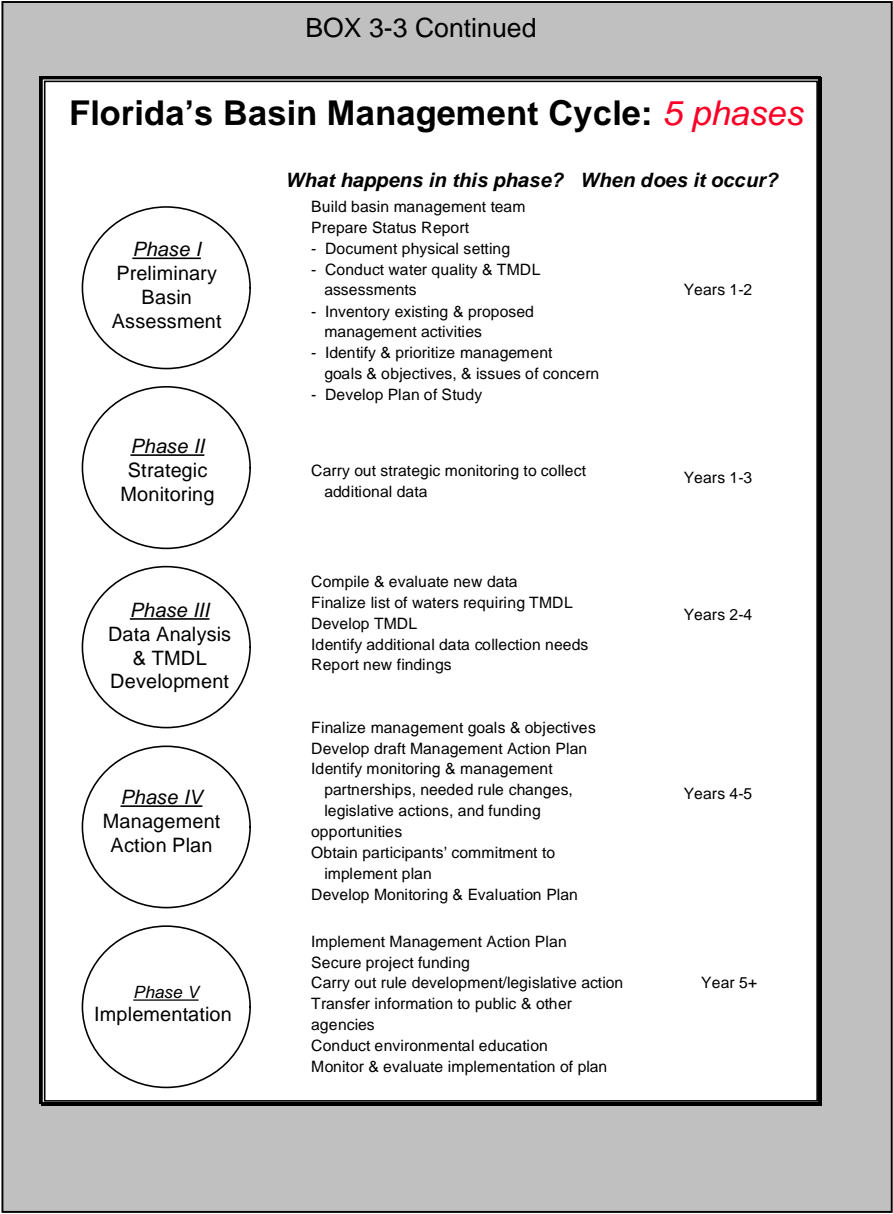 BOX 3-3 Continued
Florida's Basin Management Cycle: 5 phases
What happens in this phase? When does it occur?
Phase I
Preliminary
Basin
Assessment
Build basin management team
Prepare Status Report
- Document physical setting
- Conduct water quality & TMDL
assessments
- Inventory existing & proposed
management activities
- Identify & prioritize management
goals & objectives, & issues of concern
- Develop Plan of Study
Years 1-2
Phase II
Strategic
Monitoring
Carry out strategic monitoring to collect
additional data
Years 1-3
Phase III
Data Analysis
& TMDL
Development
Compile & evaluate new data
Finalize list of waters requiring TMDL
Develop TMDL
Identify additional data collection needs
Report new findings
Years 2-4
Phase IV
Management
Action Plan
Finalize management goals & objectives
Develop draft Management Action Plan
Identify monitoring & management
partnerships, needed rule changes,
legislative actions, and funding
opportunities
Obtain participants' commitment to
implement plan
Develop Monitoring & Evaluation Plan
Years 4-5
Phase V
Implementation
Implement Management Action Plan
Secure project funding
Carry out rule development/legislative action
Transfer information to public & other
agencies
Conduct environmental education
Monitor & evaluate implementation of plan
Year 5+